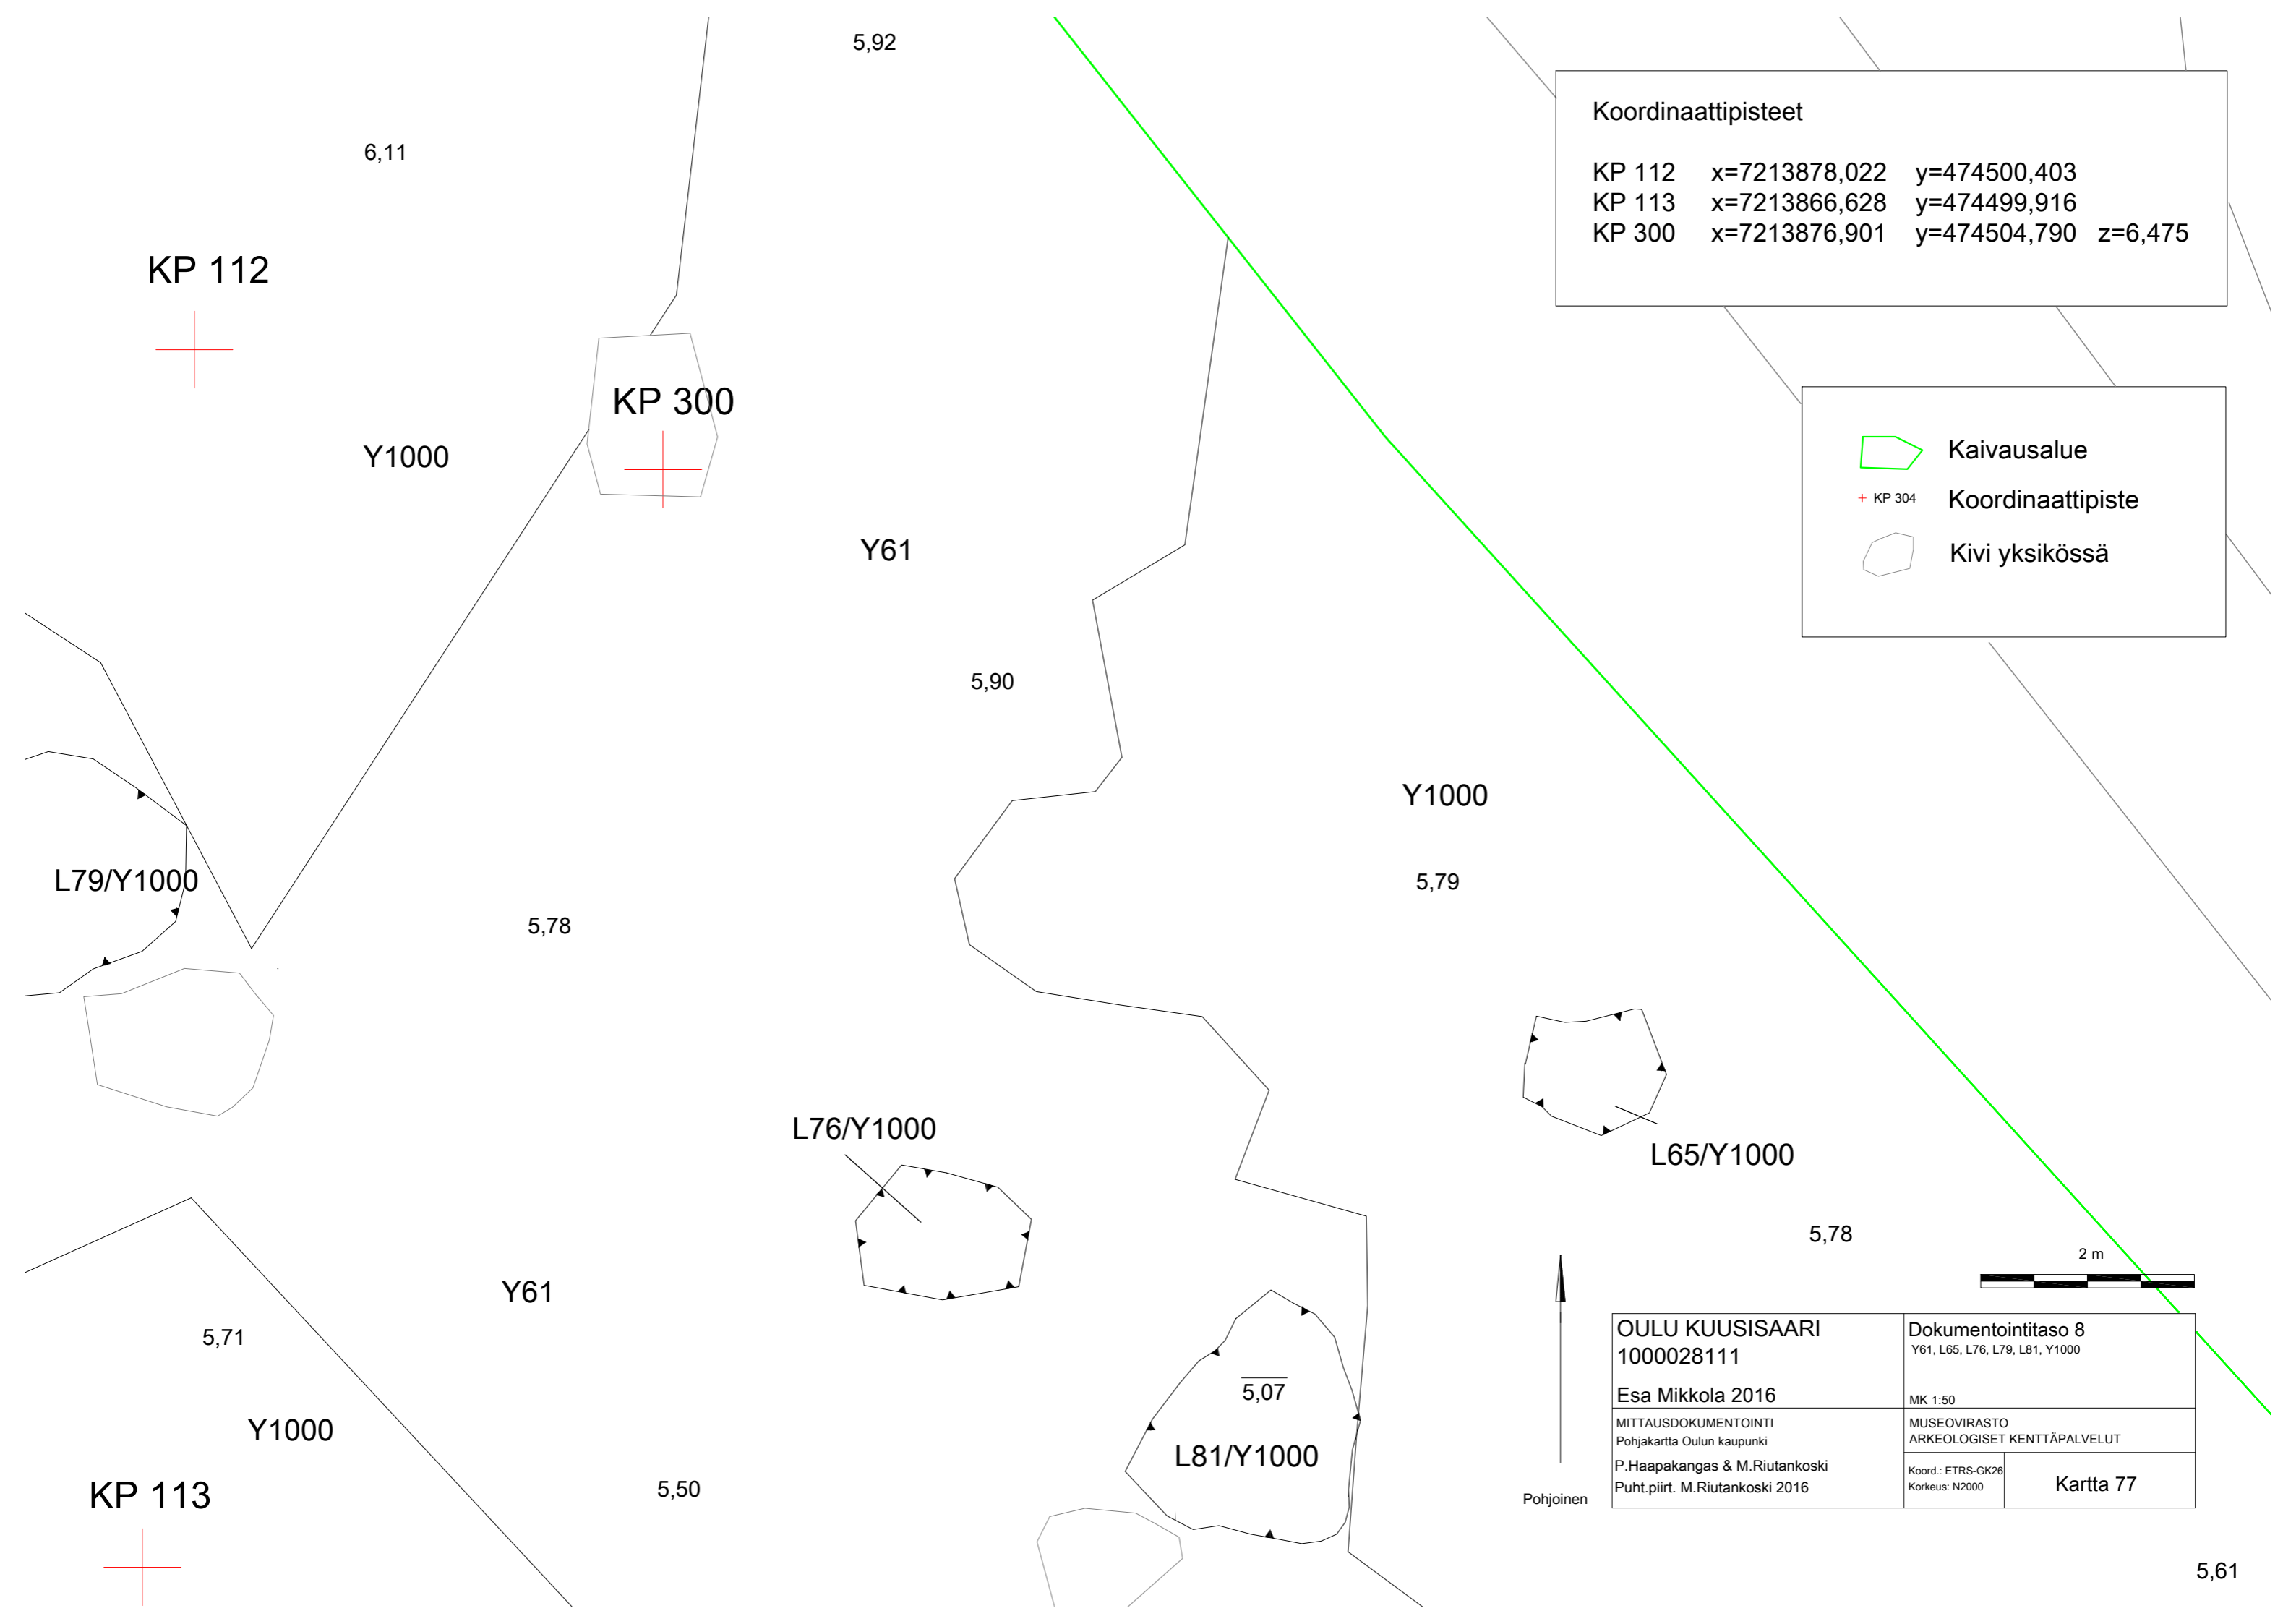 5,92
6,11
KP 112
KP 300
Y1000
Y61
5,90
Y1000
5,79
L79/Y1000
5,78
L76/Y1000
L65/Y1000
5,78
Y61
5,71
Y1000
5,07
L81/Y1000
KP 113
5,50
5,61
Koordinaattipisteet
KP 112 x=7213878,022 y=474500,403
KP 113 x=7213866,628 y=474499,916
KP 300 x=7213876,901 y=474504,790 z=6,475
Kaivausalue
KP 304 Koordinaattipiste
Kivi yksikössä
2 m
Pohjoinen
OULU KUUSISAARI
1000028111
Esa Mikkola 2016
Dokumentointitaso 8
Y61, L65, L76, L79, L81, Y1000
MK 1:50
MITTAUSDOKUMENTOINTI
Pohjakartta Oulun kaupunki
P.Haapakangas & M.Riutankoski
Puht.piirt. M.Riutankoski 2016
MUSEOVIRASTO
ARKEOLOGISET KENTTÄPALVELUT
Koord.: ETRS-GK26
Korkeus: N2000
Kartta 77